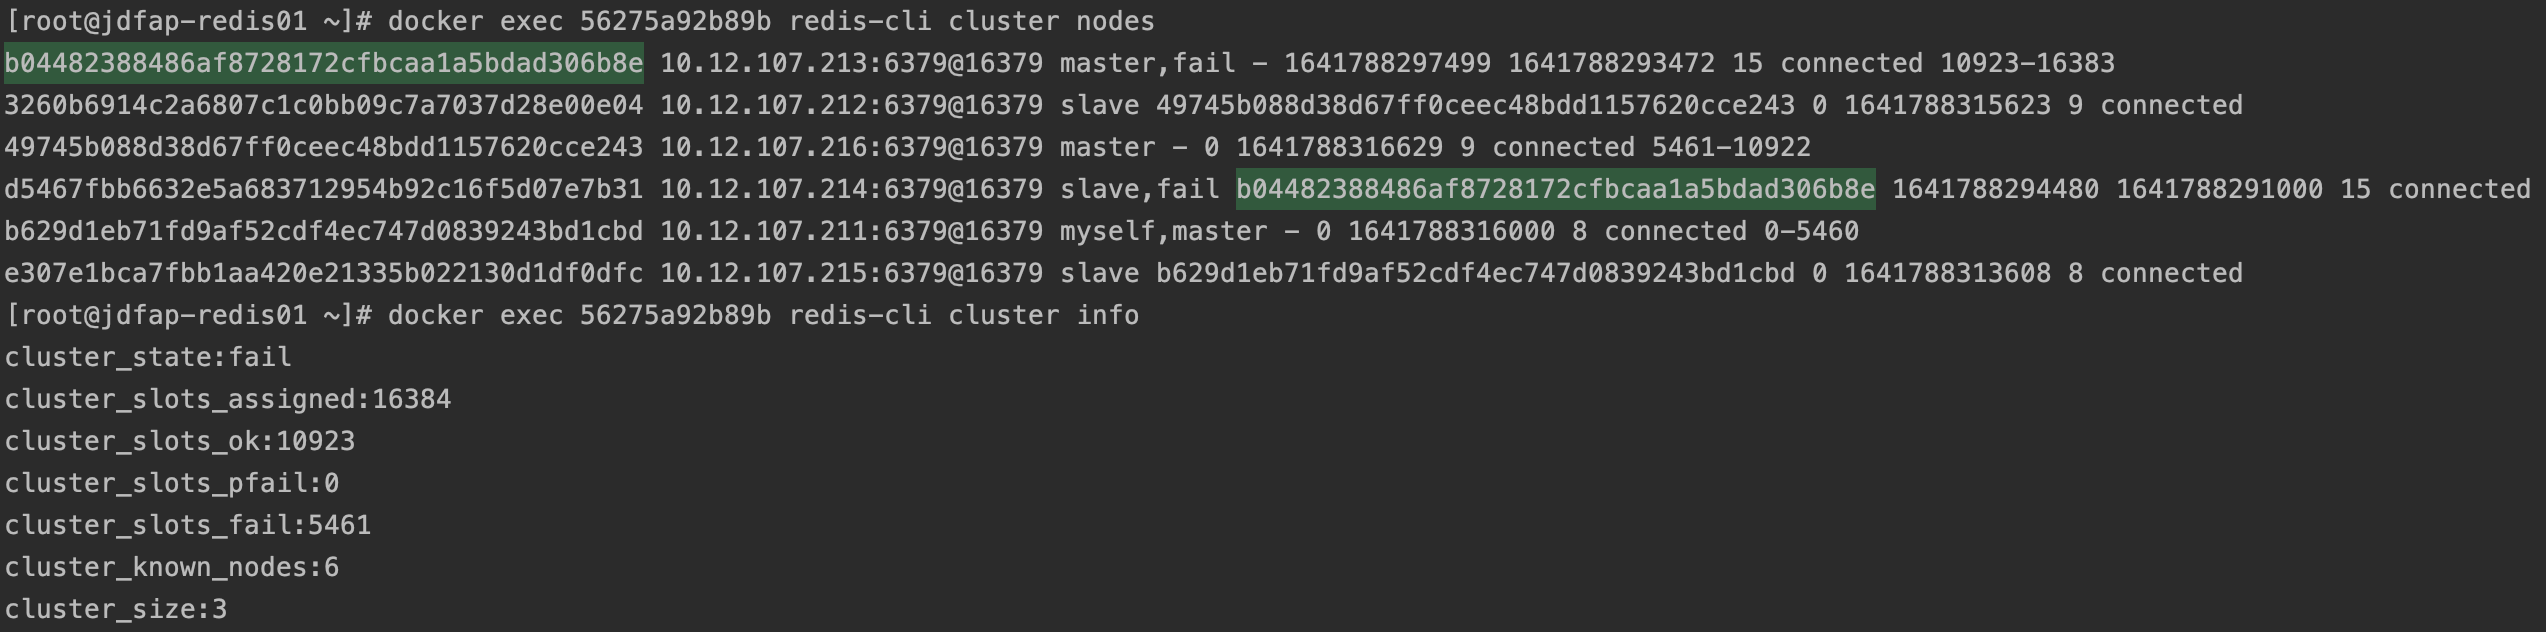 [root@jdfap-redis01 ~]# docker exec 56275a92b89b redis-cli cluster nodes
b04482388486af8728172cfbcaa1a5bdad306b8e 10.12.107.213:6379@16379 master,fail - 1641788297499 1641788293472 15 connected 10923-16383
3260b6914c2a6807c1c0bb09c7a7037d28e00e04 10.12.107.212:6379@16379 slave 49745b088d38d67ff0ceec48bdd1157620cce243 0 1641788315623 9 connected
49745b088d38d67ff0ceec48bdd1157620cce243 10.12.107.216:6379@16379 master - 0 1641788316629 9 connected 5461-10922
d5467fbb6632e5a683712954b92c16f5d07e7b31 10.12.107.214:6379@16379 slave,fail b04482388486af8728172cfbcaa1a5bdad306b8e 1641788294480 1641788291000 15 connected
b629d1eb71fd9af52cdf4ec747d0839243bd1cbd 10.12.107.211:6379@16379 myself,master - 0 1641788316000 8 connected 0-5460
e307e1bca7fbb1aa420e21335b022130d1df0dfc 10.12.107.215:6379@16379 slave b629d1eb71fd9af52cdf4ec747d0839243bd1cbd 0 1641788313608 8 connected
[root@jdfap-redis01 ~]# docker exec 56275a92b89b redis-cli cluster info
cluster_state:fail
cluster_slots_assigned:16384
cluster_slots_ok:10923
cluster_slots_pfail:0
cluster_slots_fail:5461
cluster_known_nodes:6
cluster_size:3